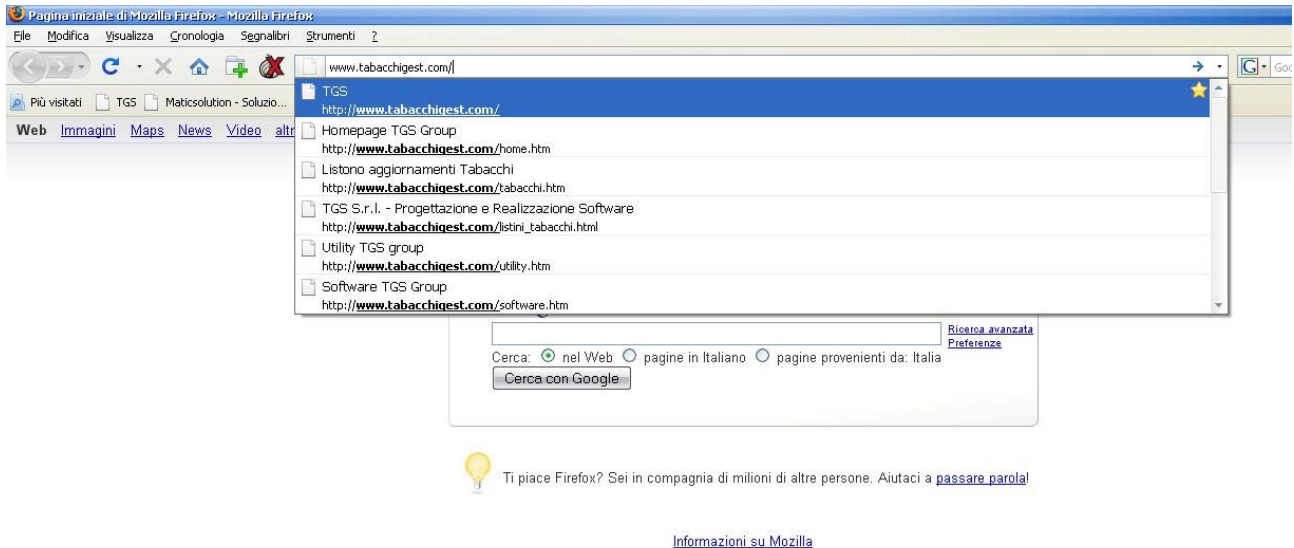 Pagina iniziale di Mozilla Firefox - Mozilla Firefox
File Modifica Visualizza Cronologia Segnalibri Strumenti ?
www.tabacchigest.com/
G Goo
Più visitati TGS Maticsolution - Soluzio...
TGS
http://www.tabacchigest.com/
Web Immagini Maps News Video altr
Homepage TGS Group
http://www.tabacchigest.com/home.htm
Listono aggiornamenti Tabacchi
http://www.tabacchigest.com/tabacchi.htm
TGS S.r.l. - Progettazione e Realizzazione Software
http://www.tabacchigest.com/listini_tabacchi.html
Utility TGS group
http://www.tabacchigest.com/utility.htm
Software TGS Group
http://www.tabacchigest.com/software.htm
Ricerca avanzata
Preferenze
Cerca: nel Web pagine in Italiano pagine provenienti da: Italia
Cerca con Google
Ti piace Firefox? Sei in compagnia di milioni di altre persone. Aiutaci a passare parola!
Informazioni su Mozilla